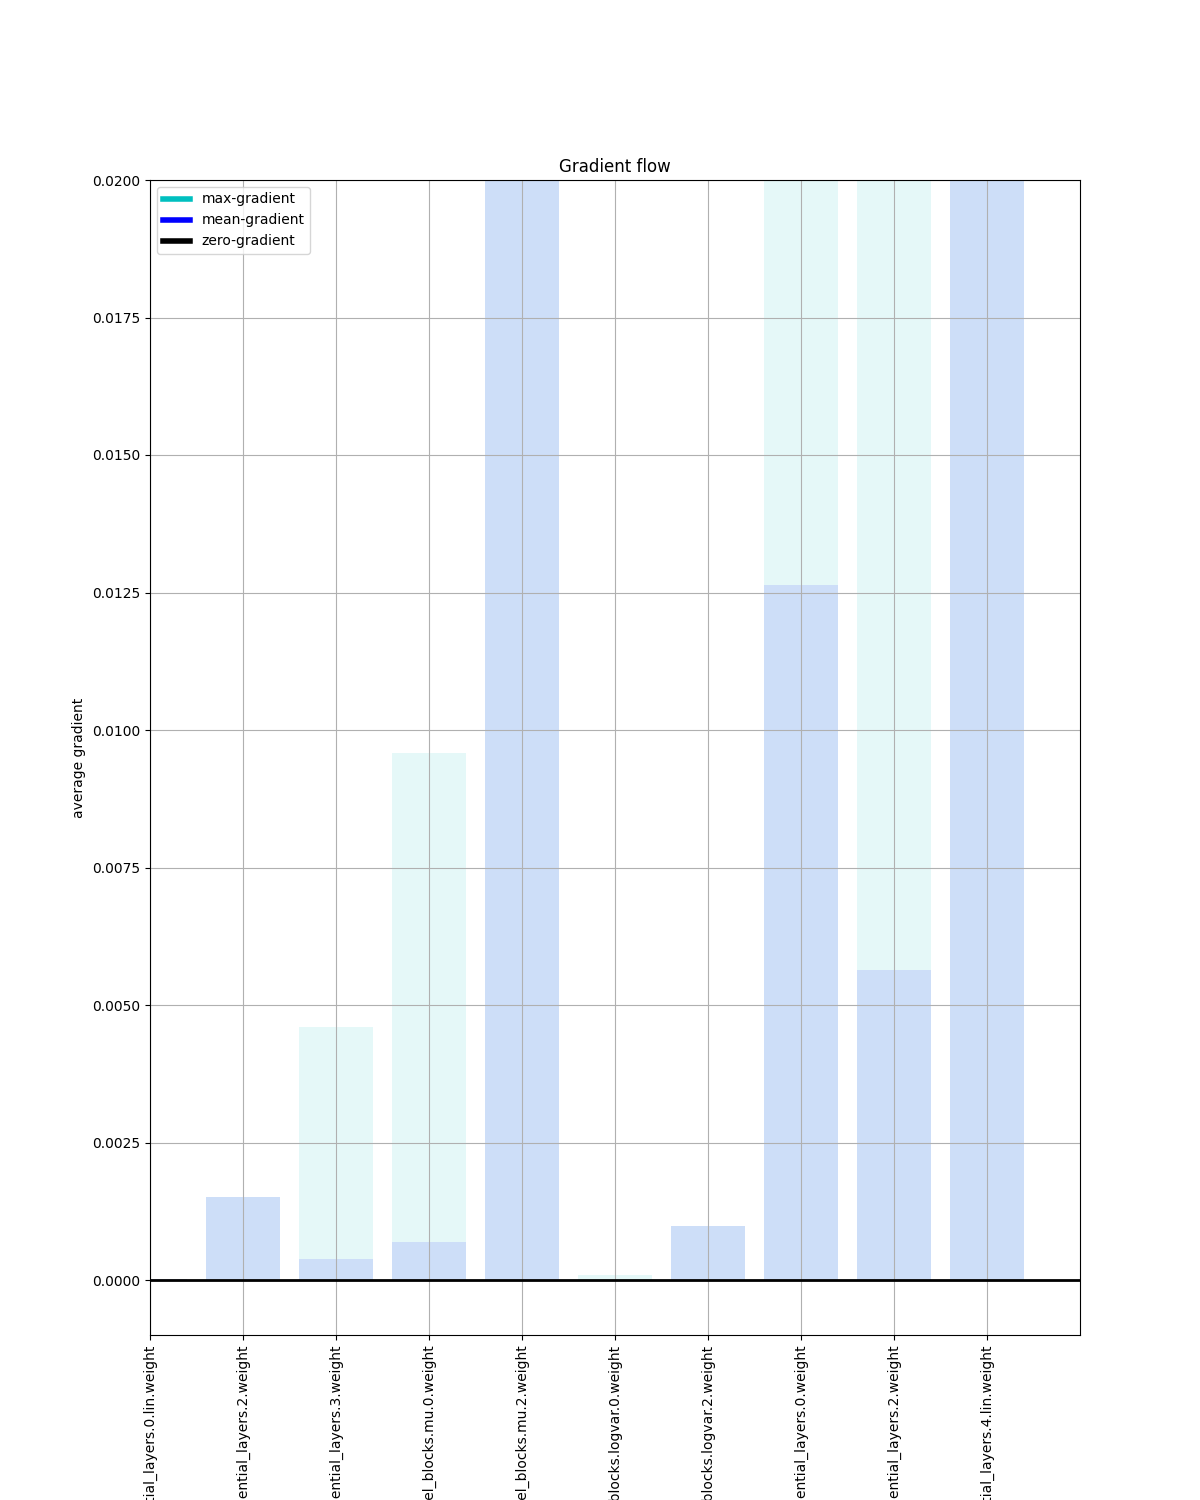 Gradient flow
max-gradient
mean-gradient
zero-gradient
0.0200
0.0175
0.0150
0.0125
0.0100
0.0075
0.0050
0.0025
0.0000
average gradient
tial_layers.0.lin.weight
ential_layers.2.weight
ential_layers.3.weight
el_blocks.mu.0.weight
el_blocks.mu.2.weight
blocks.logvar.0.weight
blocks.logvar.2.weight
ential_layers.0.weight
ential_layers.2.weight
tial_layers.4.lin.weight